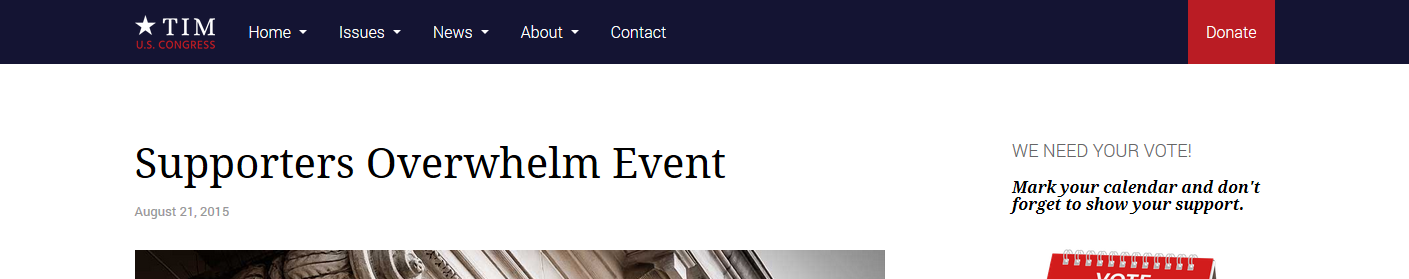 TIM
U.S. CONGRESS
Home
Issues
News
About
Contact
Donate
Supporters Overwhelm Event
August 21, 2015
WE NEED YOUR VOTE!
Mark your calendar and don't
forget to show your support.
VOTE